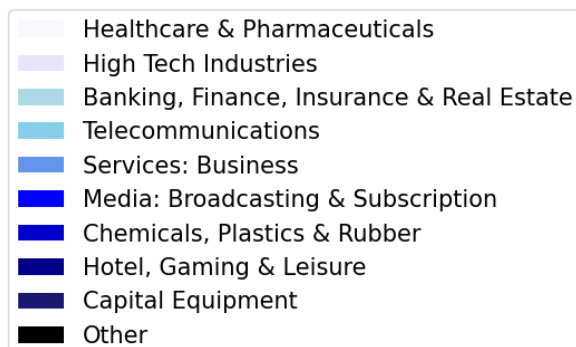 Healthcare & Pharmaceuticals
High Tech Industries
Banking, Finance, Insurance & Real Estate
Telecommunications
Services: Business
Media: Broadcasting & Subscription
Chemicals, Plastics & Rubber
Hotel, Gaming & Leisure
Capital Equipment
Other